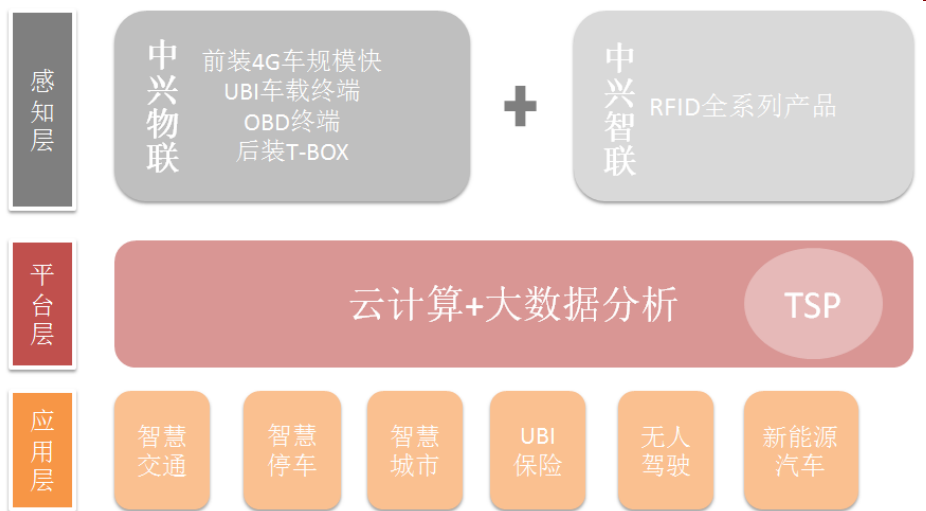 感知层
中兴物联
前装4G车规模快
UBI车载终端
OBD终端
后装T-BOX
中兴智联
RFID全系列产品
平台层
云计算+大数据分析
TSP
应用层
智慧
交通
智慧
停车
智慧
城市
UBI
保险
无人
驾驶
新能源
汽车